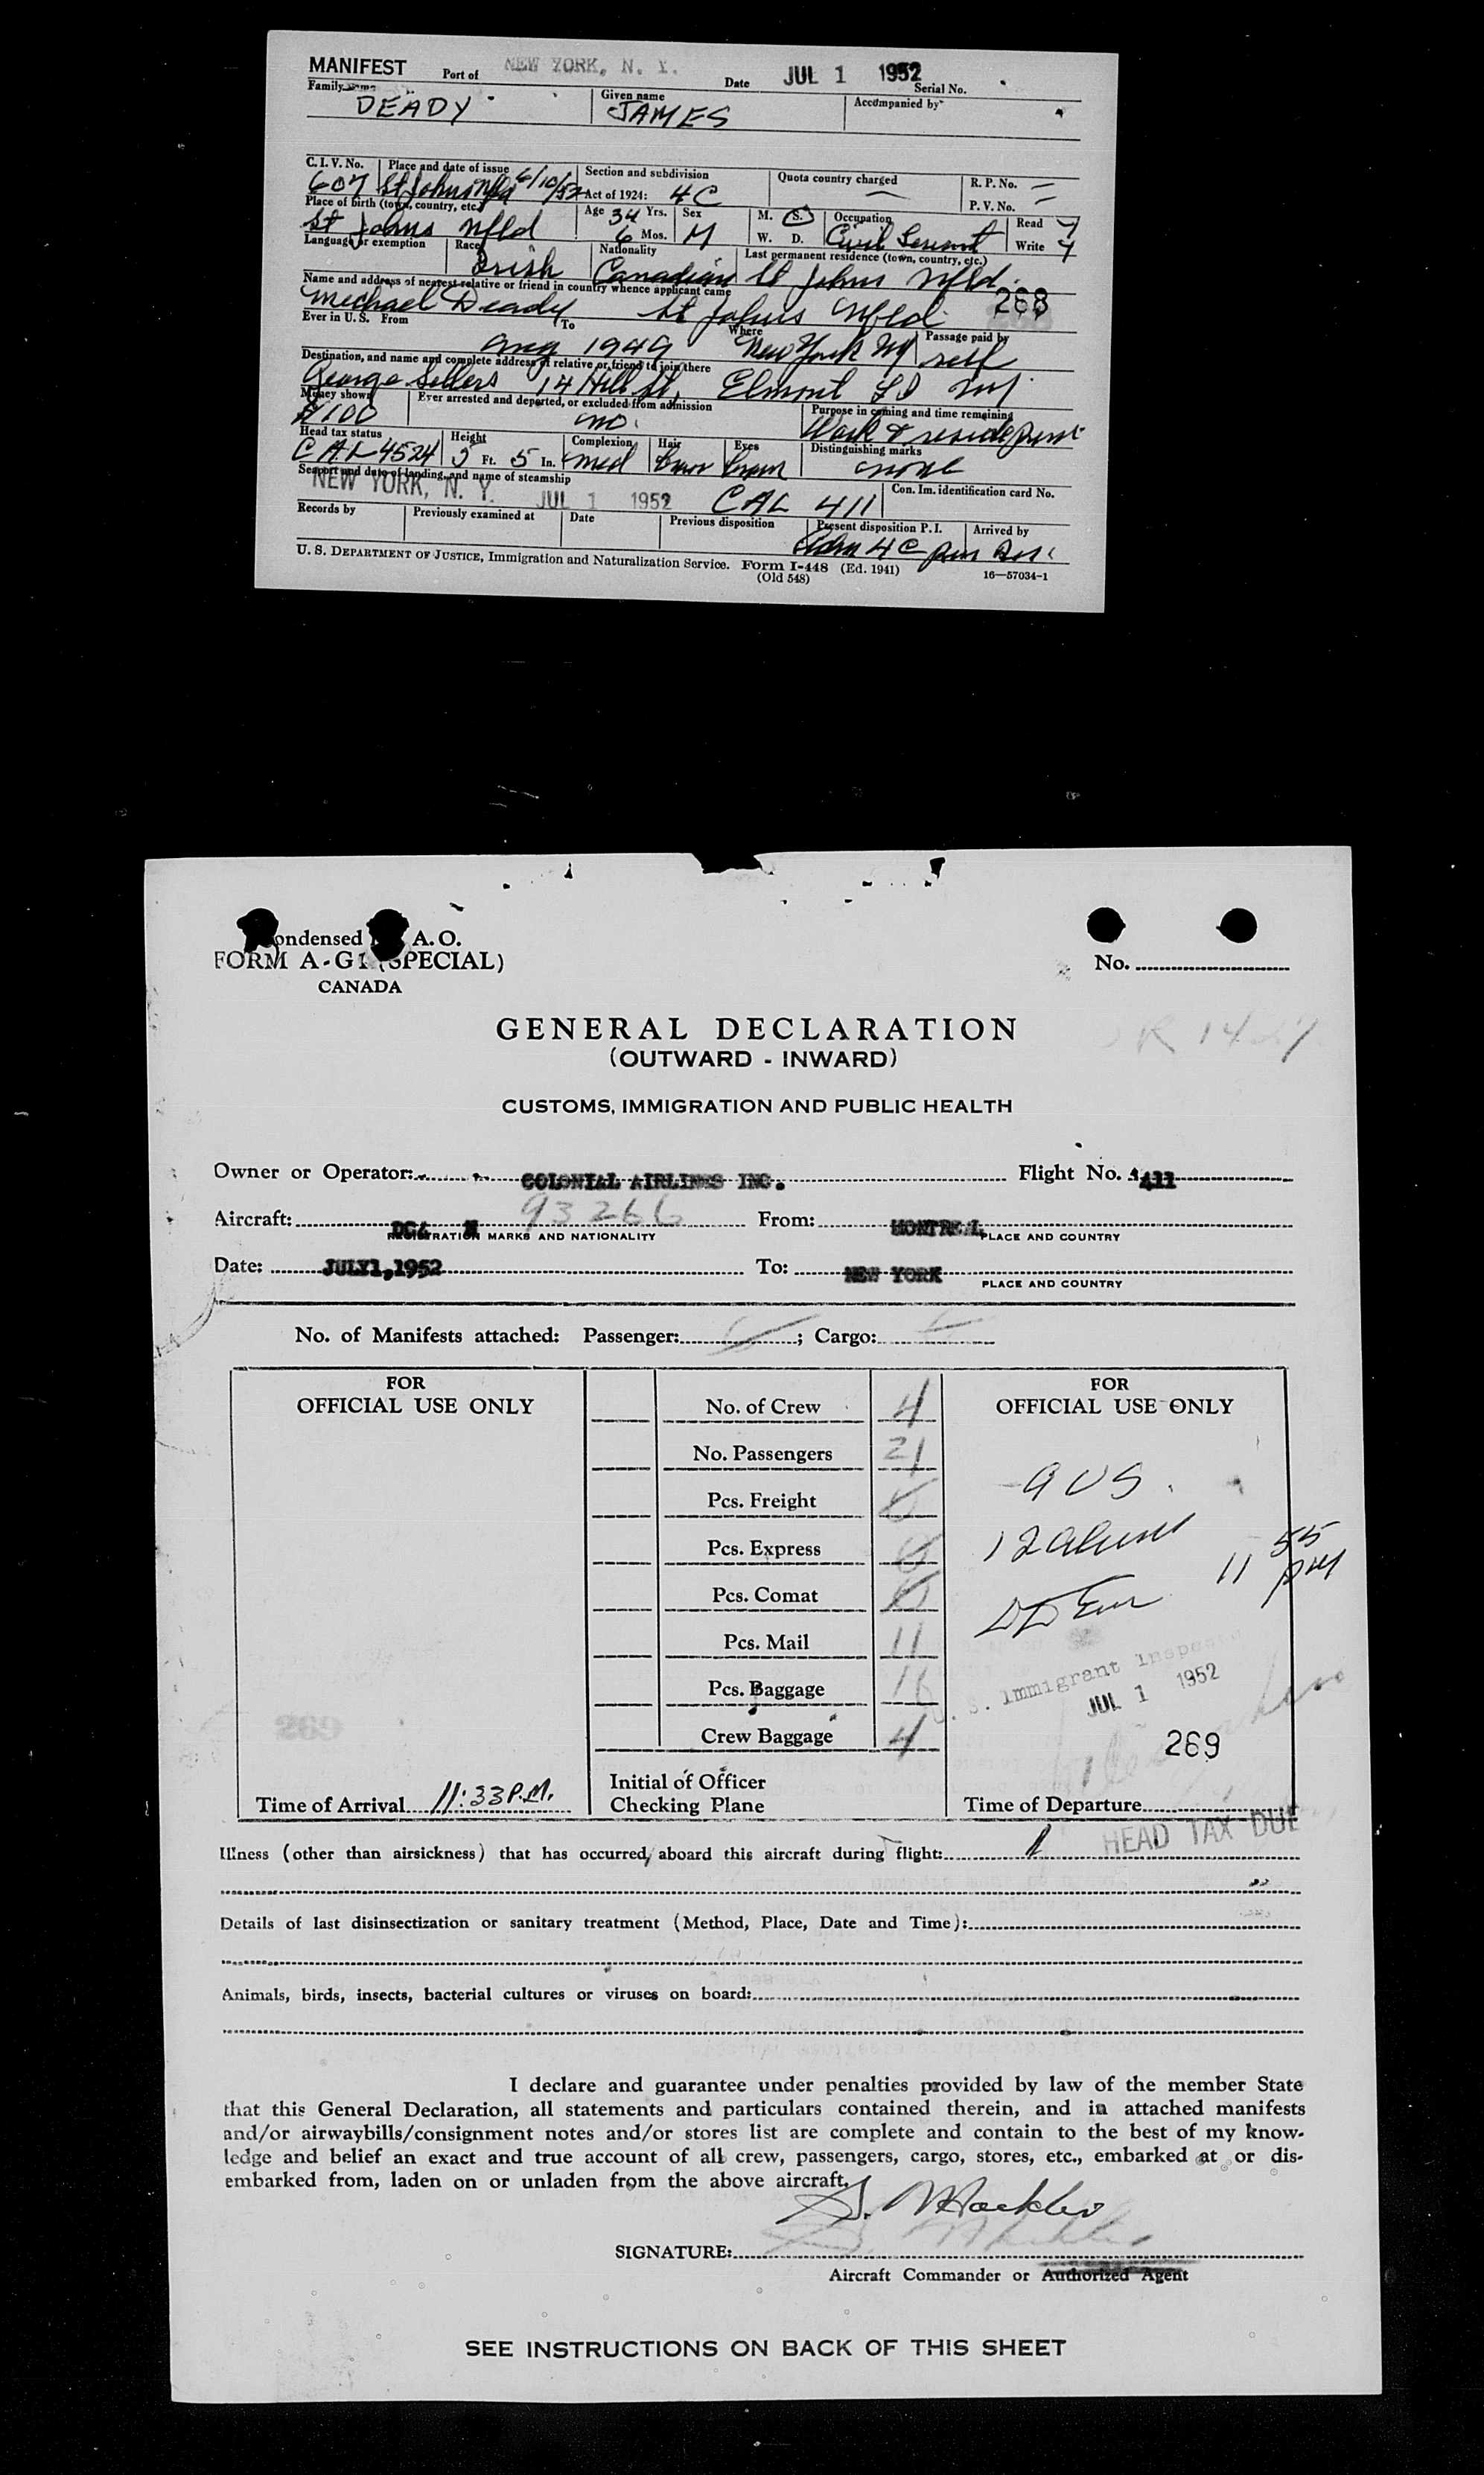 MANIFEST Port of NEW YORK, N. Y. Date JUL 1 1952 Serial No.
Family name DEADY Given name JAMES Accompanied by
C. I. V. No. Place and date of issue Section and subdivision Quota country charged R. P. No. —
607 St Johns Nfld 6/10/52 Act of 1924: 4C — P. V. No. —
Place of birth (town, country, etc.) Age 34 Yrs. Sex M. S. Occupation Read y
St Johns Nfld 6 Mos. M W. D. Civil Servant Write y
Language or exemption Race Nationality Last permanent residence (town, country, etc.)
Irish Canadian St Johns Nfld.
Name and address of nearest relative or friend in country whence applicant came 268
Michael Deady St Johns Nfld
Ever in U. S. From To Where Passage paid by
Aug 1949 New York NY self
Destination, and name and complete address of relative or friend to join there
George Sellers 14 Hill St, Elmont LI NY
Money shown Ever arrested and deported, or excluded from admission Purpose in coming and time remaining
$100 no. Work & reside perm
Head tax status Height Complexion Hair Eyes Distinguishing marks
CAL 4524 5 Ft. 5 In. med brow brown none
Seaport and date of landing, and name of steamship Con. Im. identification card No.
NEW YORK, N. Y. JUL 1 1952 CAL 411
Records by Previously examined at Date Previous disposition Present disposition P. I. Arrived by
Adm 4C per
U. S. DEPARTMENT OF JUSTICE, Immigration and Naturalization Service. Form I-448 (Ed. 1941) 16—57034-1
(Old 548)
ondensed A. O.
FORM A-G1 (SPECIAL) No.
CANADA
GENERAL DECLARATION
(OUTWARD - INWARD)
CUSTOMS, IMMIGRATION AND PUBLIC HEALTH
Owner or Operator: COLONIAL AIRLINES INC. Flight No. 411
Aircraft: DC4 N 93266 From: MONTREAL
REGISTRATION MARKS AND NATIONALITY PLACE AND COUNTRY
Date: JULY1,1952 To: NEW YORK
PLACE AND COUNTRY
No. of Manifests attached: Passenger: ; Cargo:
FOR FOR
OFFICIAL USE ONLY No. of Crew 4 OFFICIAL USE ONLY
No. Passengers 21
9 US.
Pcs. Freight 0
12 Aliens
Pcs. Express 0 11 55 PM
Pcs. Comat 0
Pcs. Mail 11
U. S. Immigrant Inspector
Pcs. Baggage 16 JUL 1 1952
Crew Baggage 4 269
Initial of Officer
Time of Arrival 11:33 P.M. Checking Plane Time of Departure
HEAD TAX DUE
Illness (other than airsickness) that has occurred, aboard this aircraft during flight:
Details of last disinsectization or sanitary treatment (Method, Place, Date and Time):
Animals, birds, insects, bacterial cultures or viruses on board:
I declare and guarantee under penalties provided by law of the member State
that this General Declaration, all statements and particulars contained therein, and in attached manifests
and/or airwaybills/consignment notes and/or stores list are complete and contain to the best of my know-
ledge and belief an exact and true account of all crew, passengers, cargo, stores, etc., embarked at or dis-
embarked from, laden on or unladen from the above aircraft.
SIGNATURE:
Aircraft Commander or Authorized Agent
SEE INSTRUCTIONS ON BACK OF THIS SHEET